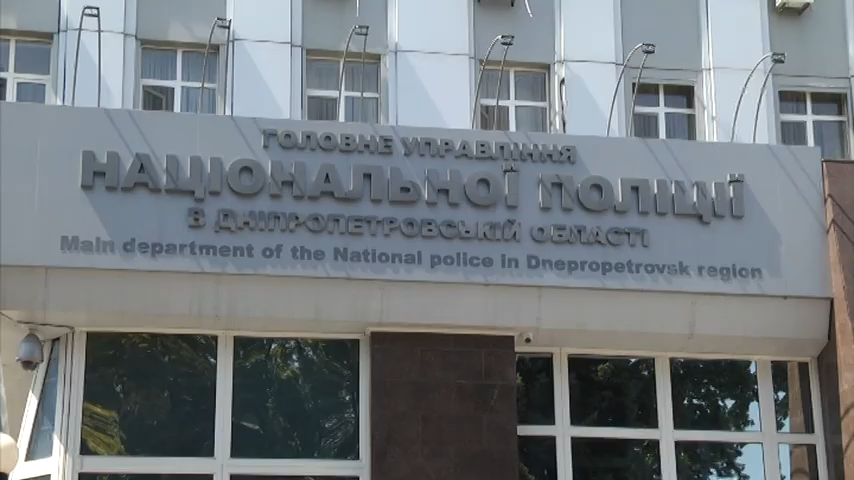 ГОЛОВНЕ УПРАВЛІННЯ
НАЦІОНАЛЬНОЇ ПОЛІЦІЇ
В ДНІПРОПЕТРОВСЬКІЙ ОБЛАСТІ
Main department of the National police in Dnepropetrovsk region